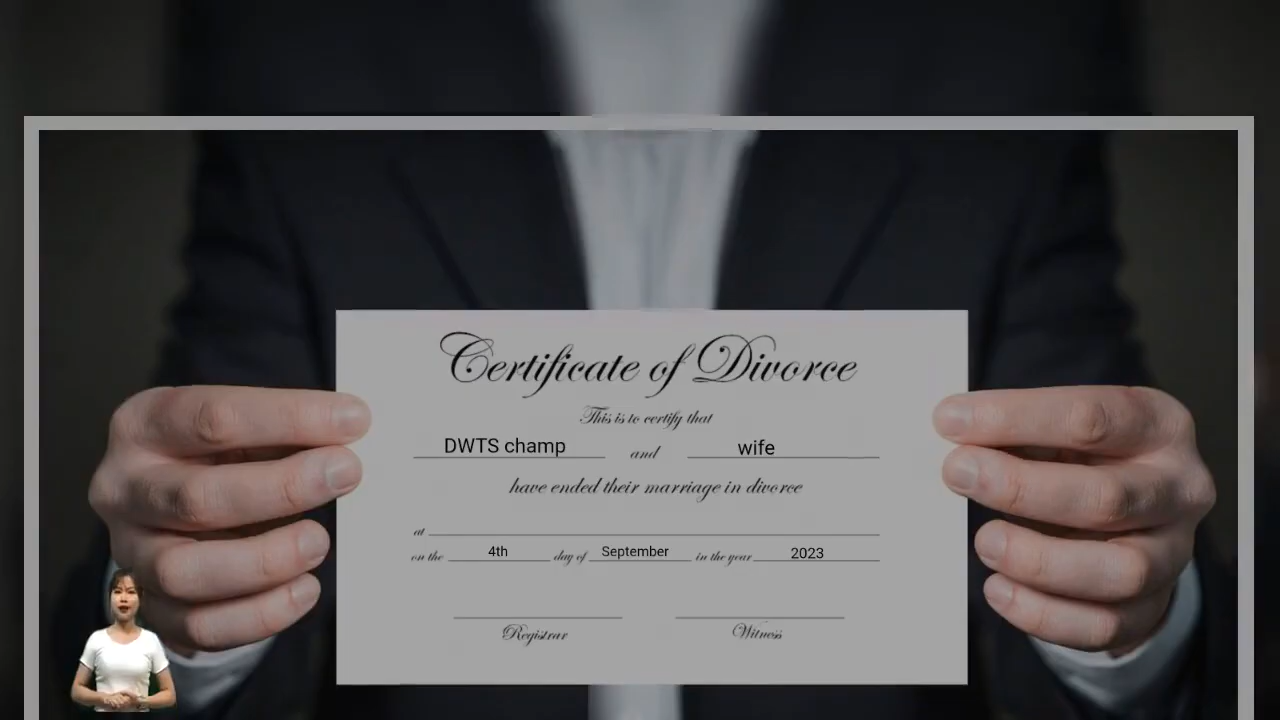 Certificate of Divorce
This is to certify that
DWTS champ and wife
have ended their marriage in divorce
at
on the 4th day of September in the year 2023
Registrar Witness